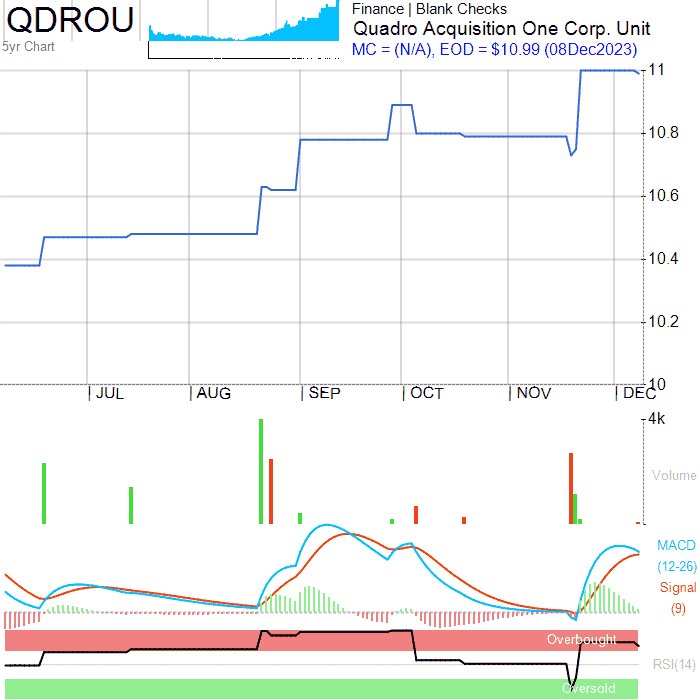 QDROU
5yr Chart
Finance | Blank Checks
Quadro Acquisition One Corp. Unit
MC = (N/A), EOD = $10.99 (08Dec2023)
11
10.8
10.6
10.4
10.2
10
JUL AUG SEP OCT NOV DEC
4k
Volume
MACD
(12-26)
Signal
(9)
Overbought
RSI(14)
Oversold